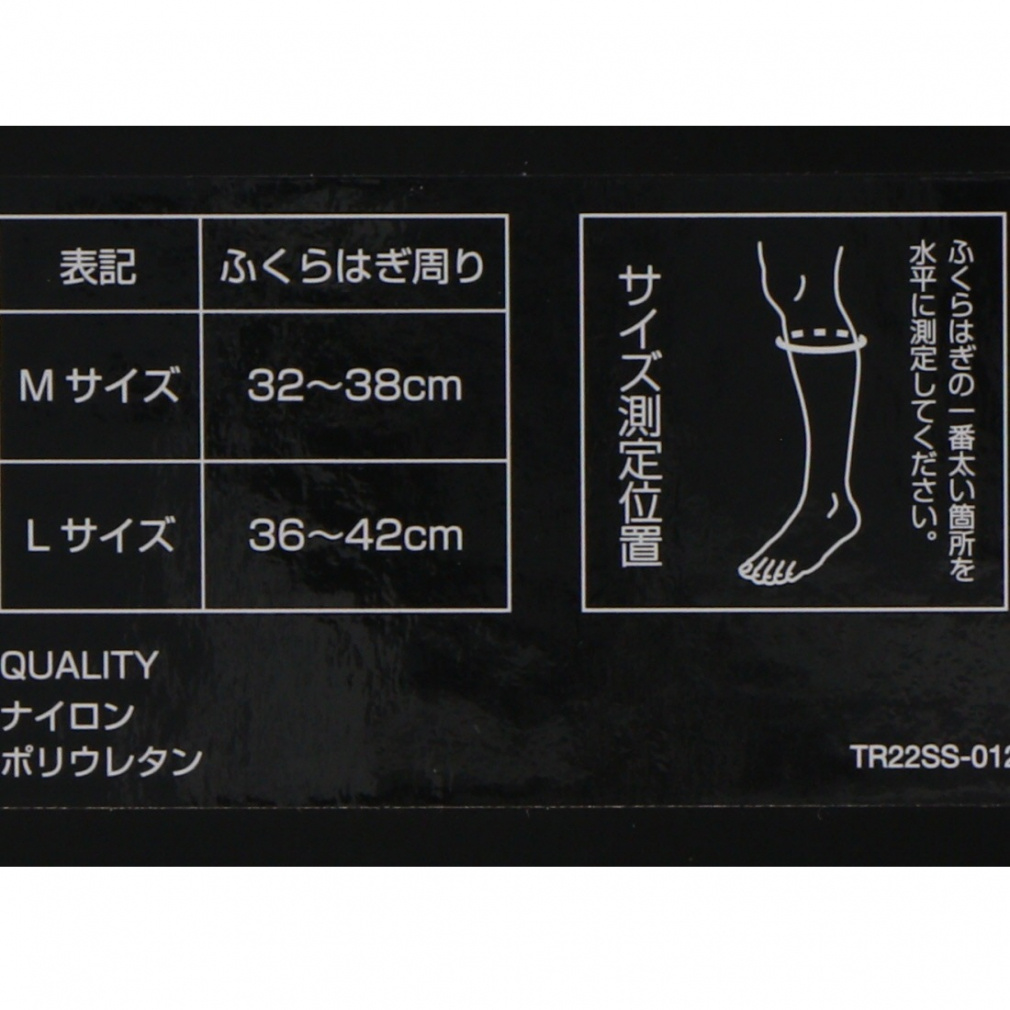 表記 ふくらはぎ周り
M サイズ 32～38cm
L サイズ 36～42cm
サイズ測定位置
ふくらはぎの一番太い箇所を
水平に測定してください。
QUALITY
ナイロン
ポリウレタン
TR22SS-012